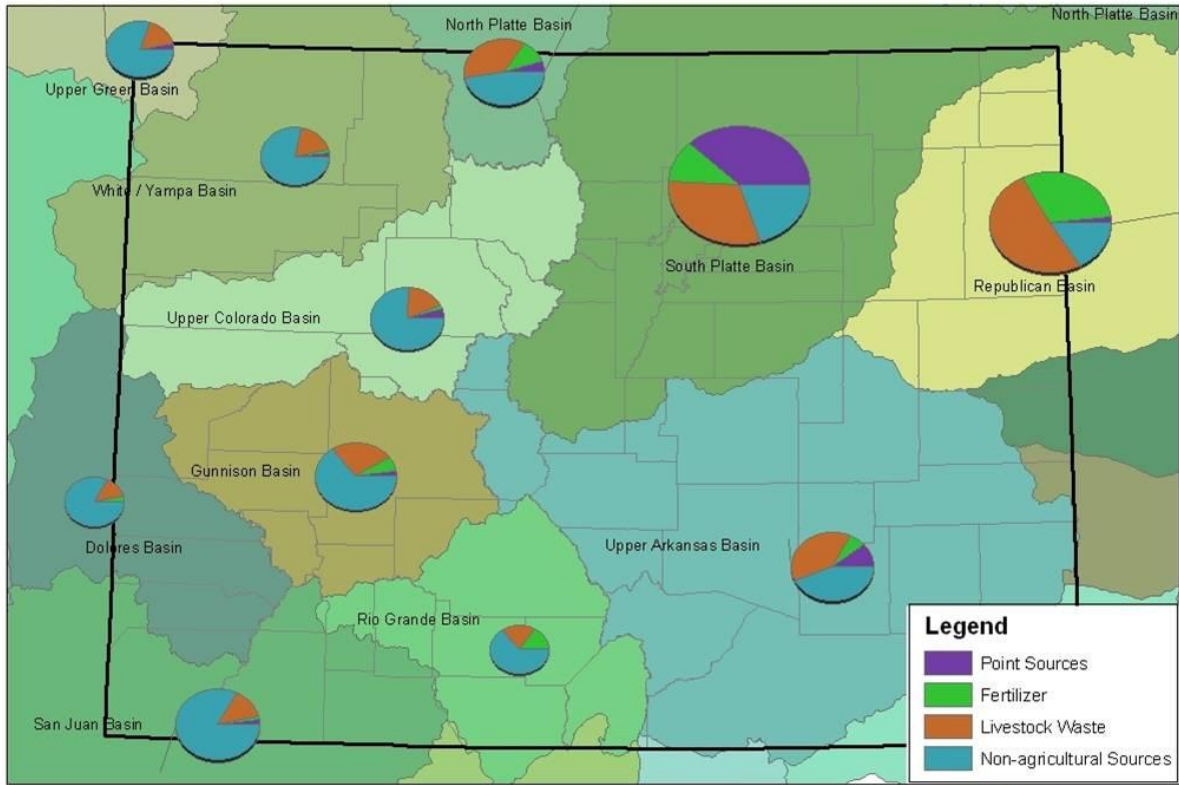 North Platte Basin
North Platte Basin
Upper Green Basin
White / Yampa Basin
South Platte Basin
Republican Basin
Upper Colorado Basin
Gunnison Basin
Dolores Basin
Upper Arkansas Basin
Rio Grande Basin
San Juan Basin
Legend
Point Sources
Fertilizer
Livestock Waste
Non-agricultural Sources